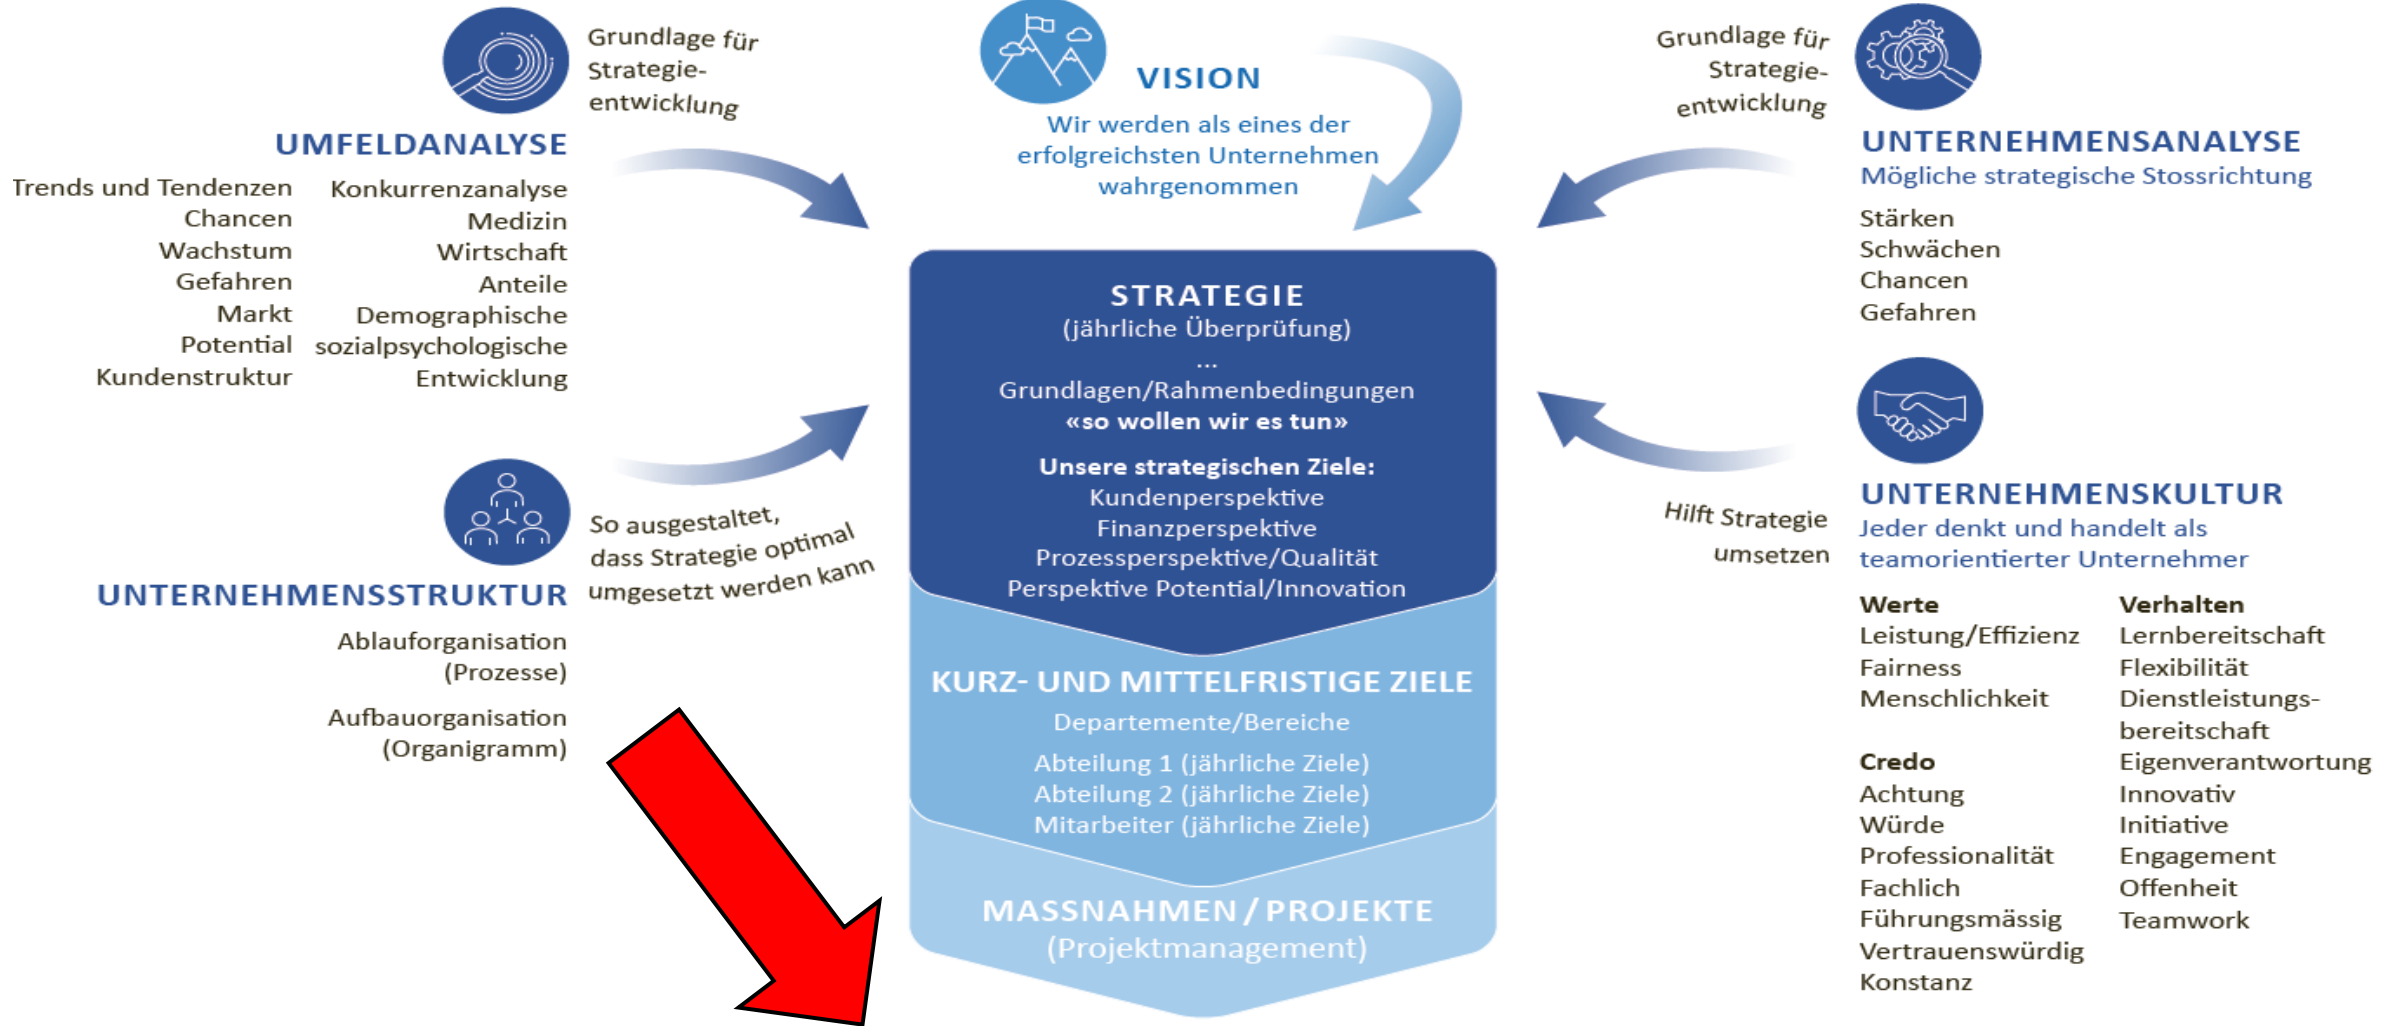 Grundlage für
Strategie-
entwicklung
UMFELDANALYSE
Trends und Tendenzen
Chancen
Wachstum
Gefahren
Markt
Potential
Kundenstruktur
Konkurrenzanalyse
Medizin
Wirtschaft
Anteile
Demographische
sozialpsychologische
Entwicklung
So ausgestaltet,
dass Strategie optimal
umgesetzt werden kann
UNTERNEHMENSSTRUKTUR
Ablauforganisation
(Prozesse)
Aufbauorganisation
(Organigramm)
VISION
Wir werden als eines der
erfolgreichsten Unternehmen
wahrgenommen
STRATEGIE
(jährliche Überprüfung)
...
Grundlagen/Rahmenbedingungen
«so wollen wir es tun»
Unsere strategischen Ziele:
Kundenperspektive
Finanzperspektive
Prozessperspektive/Qualität
Perspektive Potential/Innovation
KURZ- UND MITTELFRISTIGE ZIELE
Departemente/Bereiche
Abteilung 1 (jährliche Ziele)
Abteilung 2 (jährliche Ziele)
Mitarbeiter (jährliche Ziele)
MASSNAHMEN / PROJEKTE
(Projektmanagement)
Grundlage für
Strategie-
entwicklung
UNTERNEHMENSANALYSE
Mögliche strategische Stossrichtung
Stärken
Schwächen
Chancen
Gefahren
Hilft Strategie
umsetzen
UNTERNEHMENSKULTUR
Jeder denkt und handelt als
teamorientierter Unternehmer
Werte
Leistung/Effizienz
Fairness
Menschlichkeit
Credo
Achtung
Würde
Professionalität
Fachlich
Führungsmässig
Vertrauenswürdig
Konstanz
Verhalten
Lernbereitschaft
Flexibilität
Dienstleistungs-
bereitschaft
Eigenverantwortung
Innovativ
Initiative
Engagement
Offenheit
Teamwork